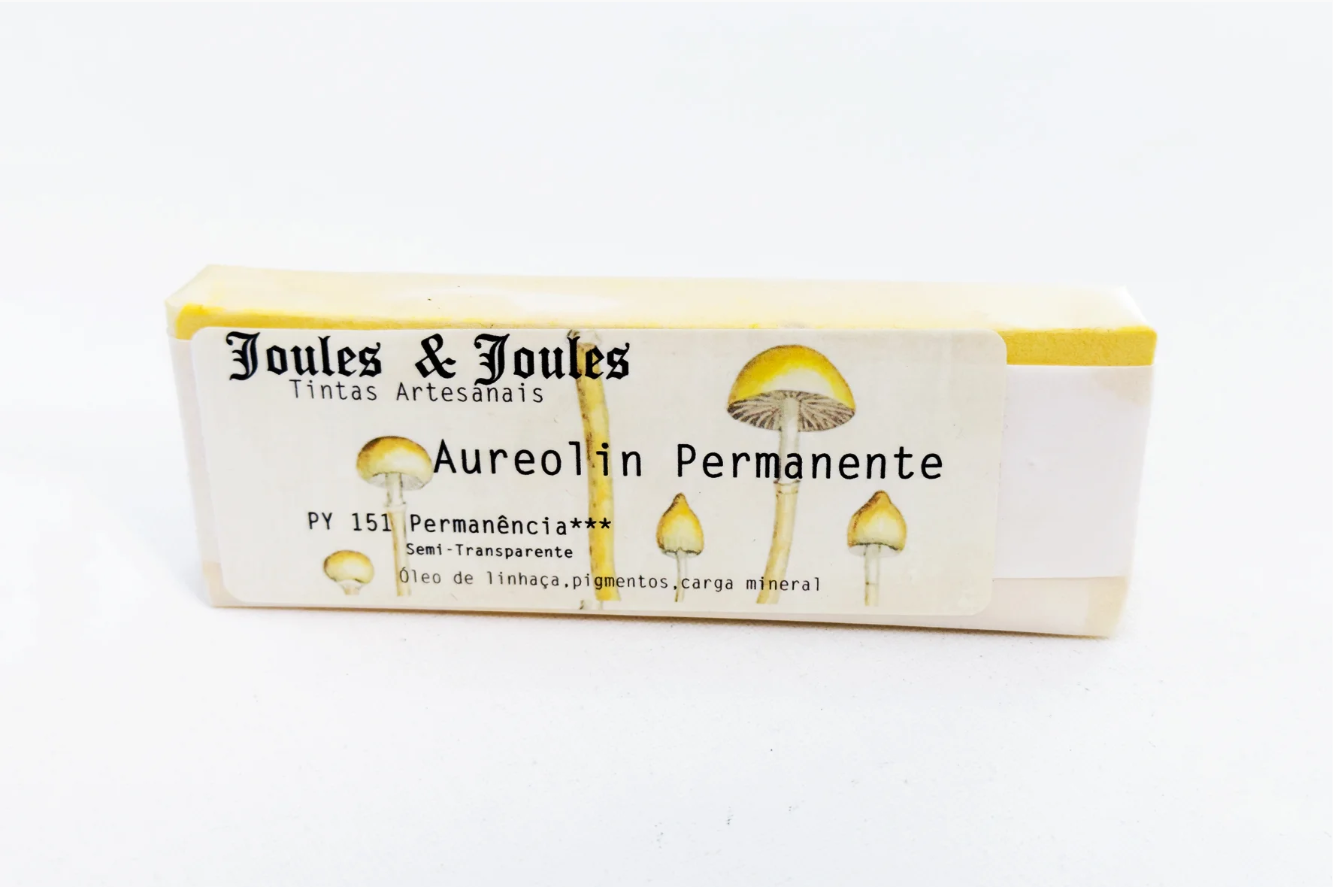 Joules & Joules
Tintas Artesanais
Aureolin Permanente
PY 151 Permanência***
Semi-Transparente
Óleo de linhaça,pigmentos,carga mineral